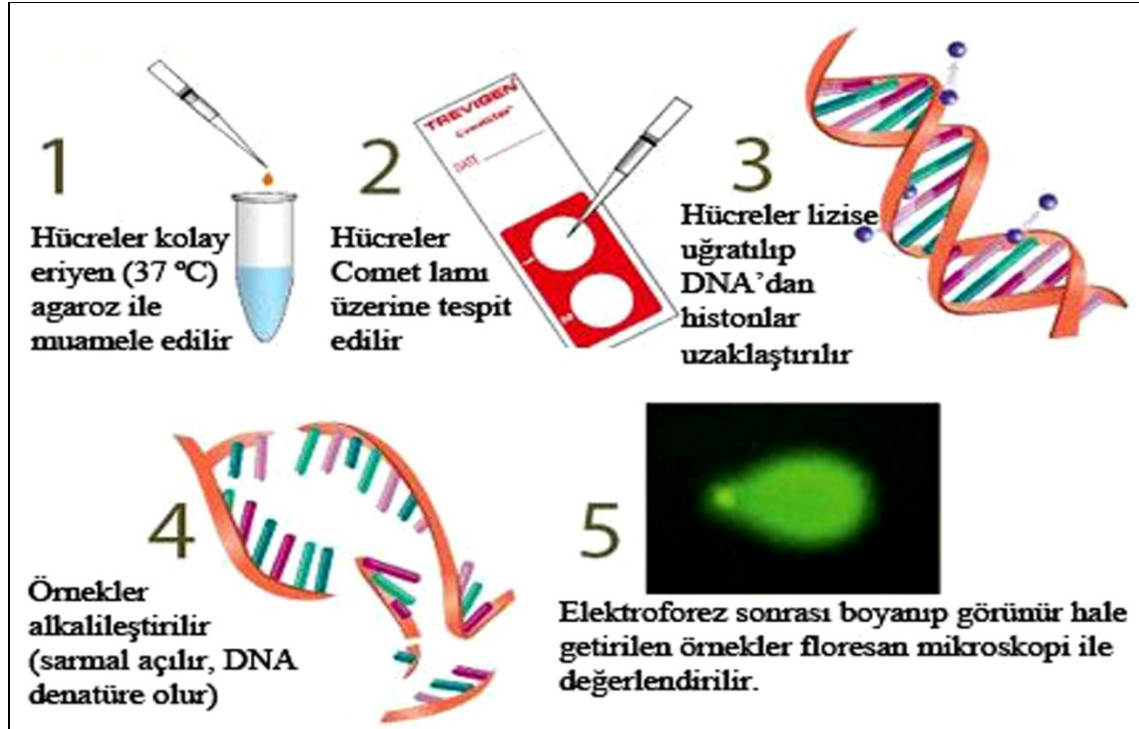 1
Hücreler kolay
eriyen (37 ºC)
agaroz ile
muamele edilir
2
TREVIGEN
DATE
Hücreler
Comet lamı
üzerine tespit
edilir
3
Hücreler lizise
uğratılıp
DNA’dan
histonlar
uzaklaştırılır
4
Örnekler
alkalileştirilir
(sarmal açılır, DNA
denatüre olur)
5
Elektroforez sonrası boyanıp görünür hale
getirilen örnekler floresan mikroskopi ile
değerlendirilir.